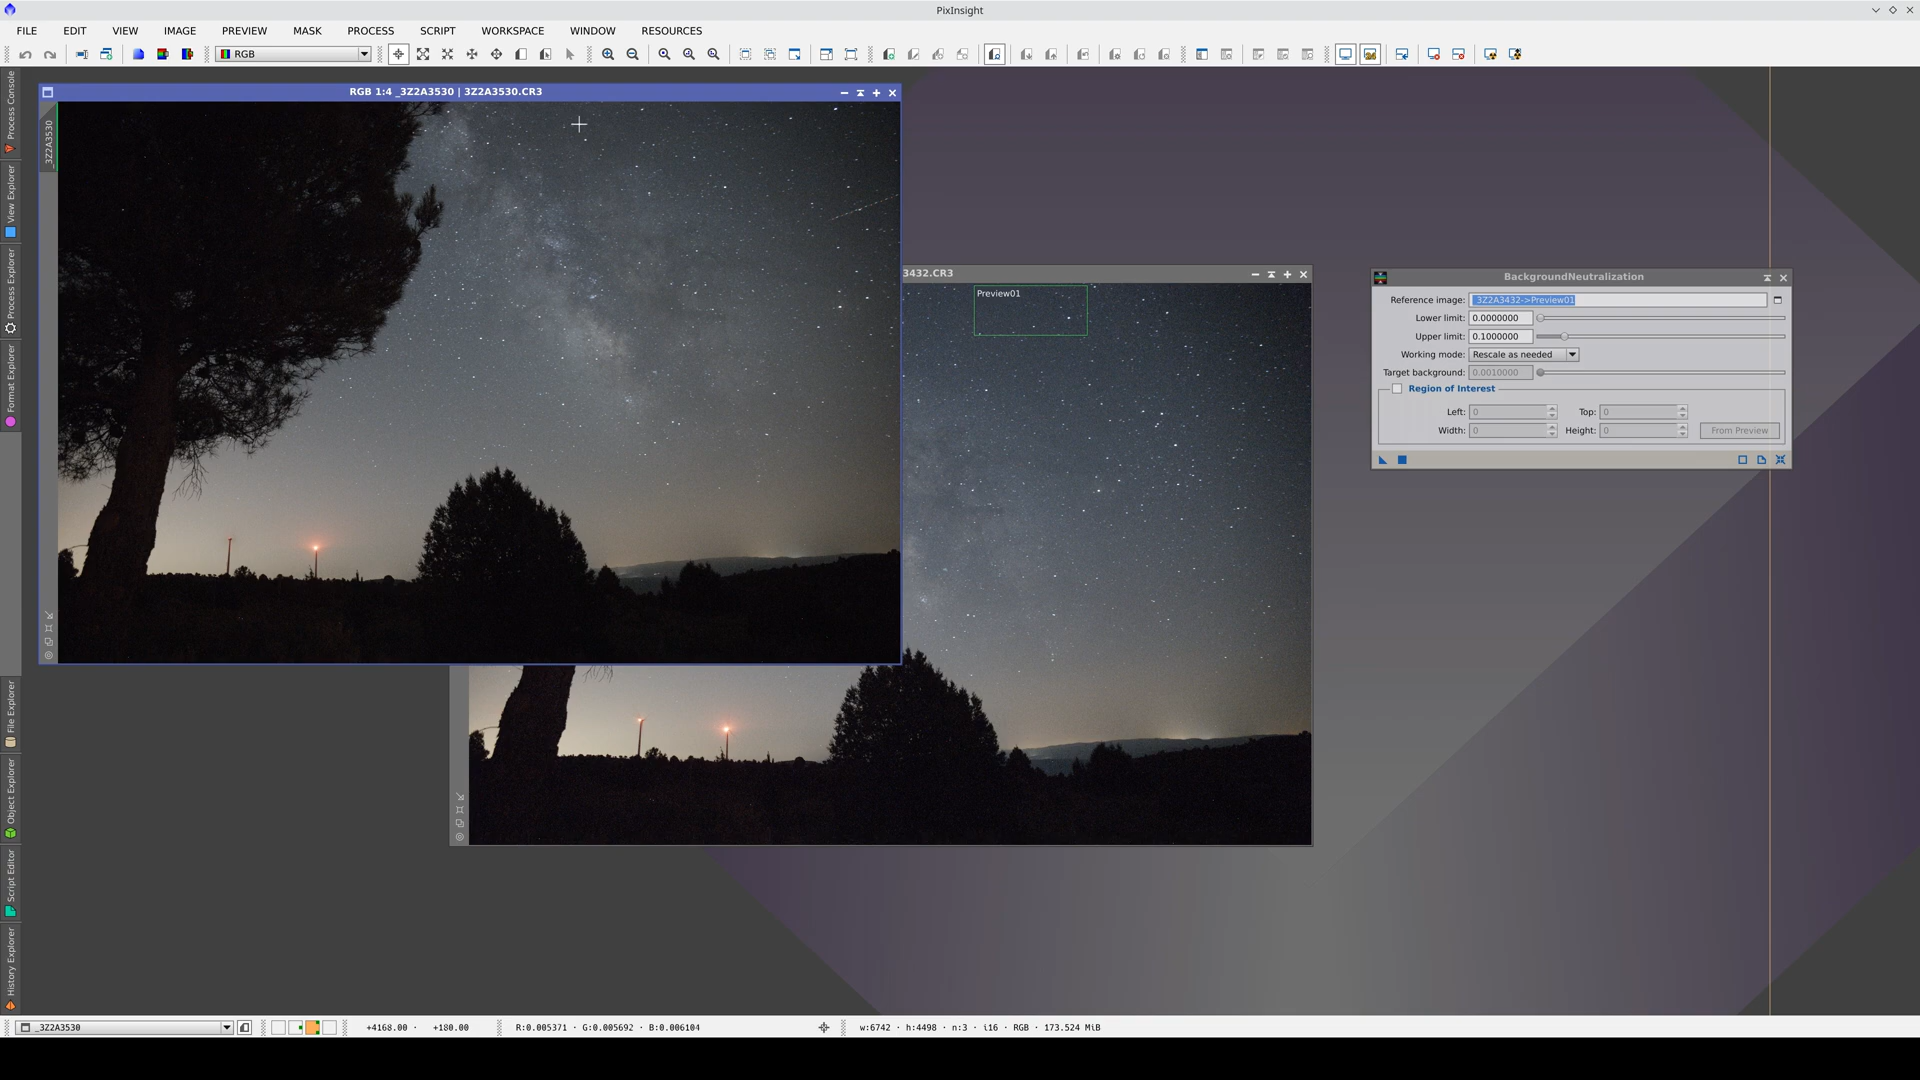 PixInsight
FILE EDIT VIEW IMAGE PREVIEW PROCESS MASK SCRIPT WORKSPACE WINDOW RESOURCES
RGB
Process Console
View Explorer
Process Explorer
Format Explorer
File Explorer
Object Explorer
Script Editor
History Explorer
RGB 1:4 _3Z2A3530 | 3Z2A3530.CR3
_3Z2A3530
3432.CR3
Preview01
BackgroundNeutralization
Reference image: _3Z2A3432->Preview01
Lower limit: 0.0000000
Upper limit: 0.1000000
Working mode: Rescale as needed
Target background: 0.0010000
Region of Interest
Left: 0 Top: 0
Width: 0 Height: 0 From Preview
_3Z2A3530 +4168.00 · +180.00 R:0.005371 · G:0.005692 · B:0.006104 w:6742 · h:4498 · n:3 · i16 · RGB · 173.524 MiB